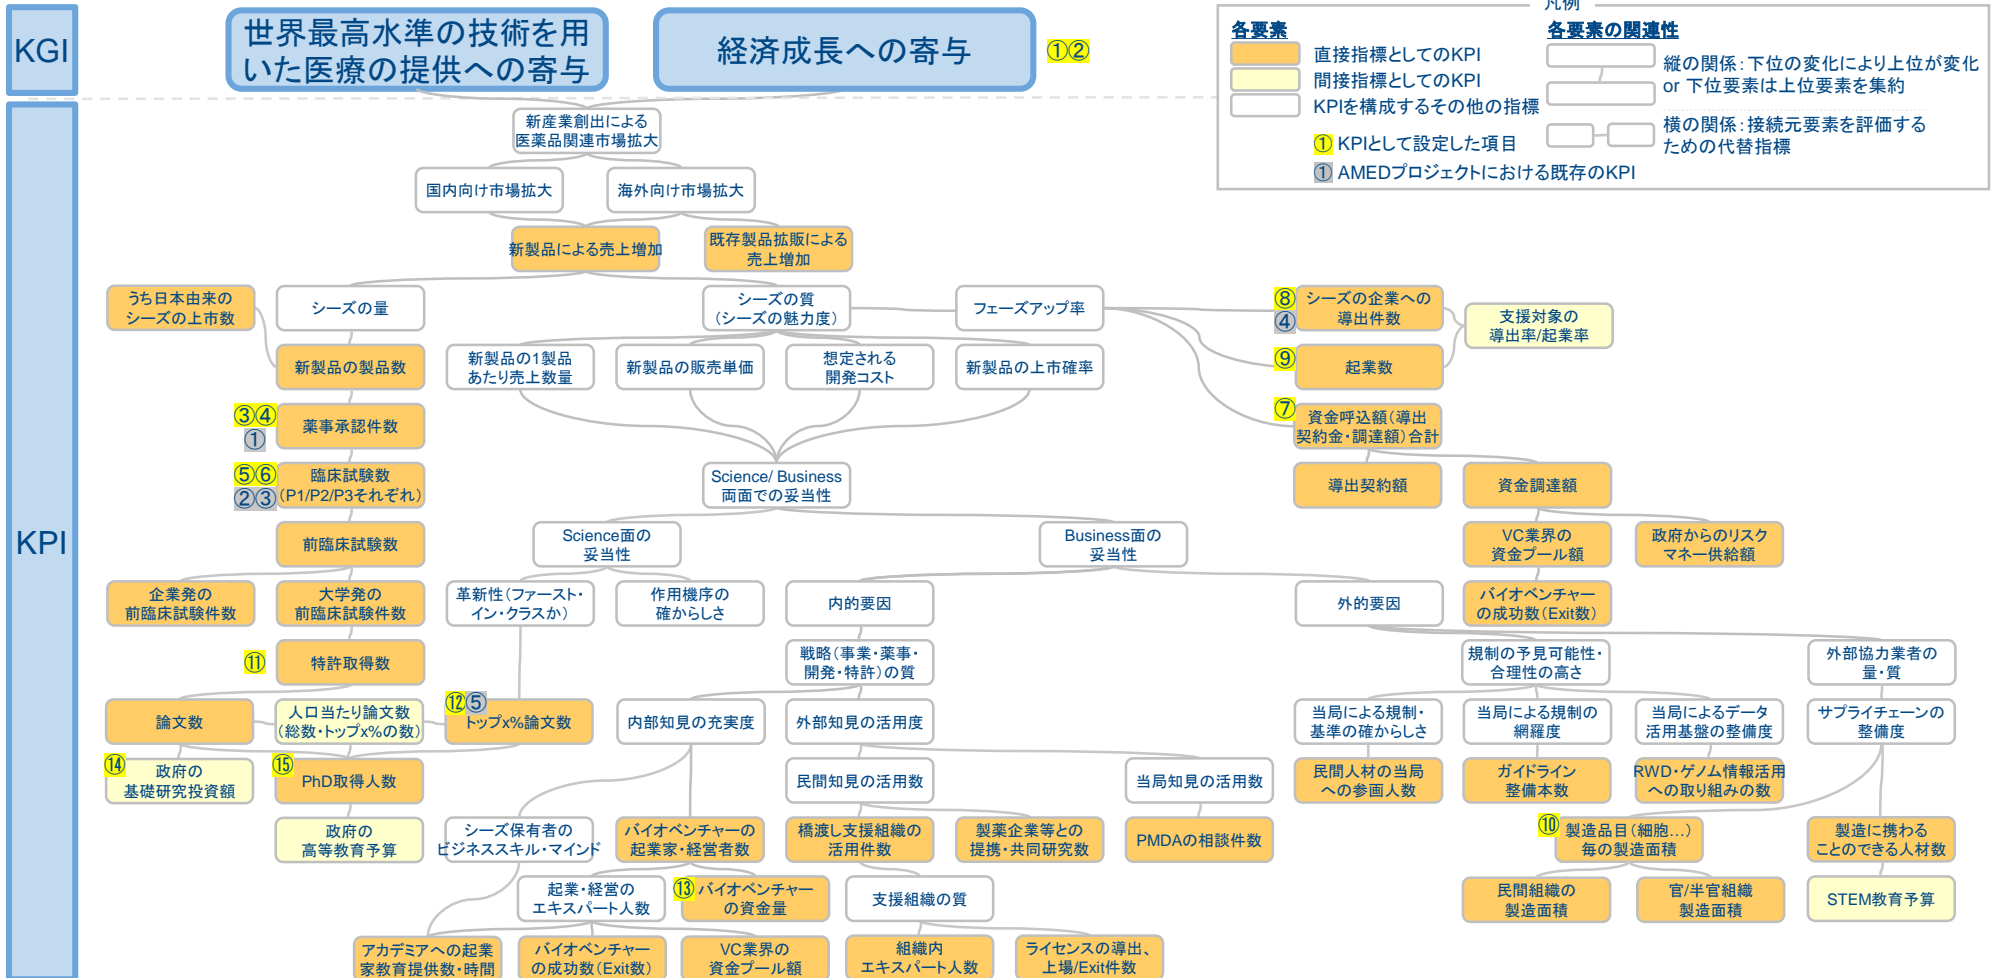 KGI
世界最高水準の技術を用
いた医療の提供への寄与
経済成長への寄与
①②
凡例
各要素
直接指標としてのKPI
間接指標としてのKPI
KPIを構成するその他の指標
① KPIとして設定した項目
① AMEDプロジェクトにおける既存のKPI
各要素の関連性
縦の関係：下位の変化により上位が変化
or 下位要素は上位要素を集約
横の関係：接続元要素を評価する
ための代替指標
KPI
新産業創出による
医薬品関連市場拡大
国内向け市場拡大
海外向け市場拡大
新製品による売上増加
既存製品拡販による
売上増加
うち日本由来の
シーズの上市数
シーズの量
シーズの質
（シーズの魅力度）
フェーズアップ率
⑧
④
シーズの企業への
導出件数
支援対象の
導出率/起業率
新製品の製品数
新製品の1製品
あたり売上数量
新製品の販売単価
想定される
開発コスト
新製品の上市確率
⑨
起業数
③④
①
薬事承認件数
⑦
資金呼込額（導出
契約金・調達額）合計
⑤⑥
②③
臨床試験数
（P1/P2/P3それぞれ）
Science/ Business
両面での妥当性
導出契約額
資金調達額
前臨床試験数
Science面の
妥当性
Business面の
妥当性
VC業界の
資金プール額
政府からのリスク
マネー供給額
企業発の
前臨床試験件数
大学発の
前臨床試験件数
革新性（ファースト・
イン・クラスか）
作用機序の
確からしさ
内的要因
外的要因
バイオベンチャー
の成功数（Exit数）
⑪
特許取得数
戦略（事業・薬事・
開発・特許）の質
規制の予見可能性・
合理性の高さ
外部協力業者の
量・質
論文数
人口当たり論文数
（総数・トップx%の数）
⑫⑤
トップx%論文数
内部知見の充実度
外部知見の活用度
当局による規制・
基準の確からしさ
当局による規制の
網羅度
当局によるデータ
活用基盤の整備度
サプライチェーンの
整備度
⑭
政府の
基礎研究投資額
⑮
PhD取得人数
民間知見の活用数
当局知見の活用数
民間人材の当局
への参画人数
ガイドライン
整備本数
RWD・ゲノム情報活用
への取り組みの数
政府の
高等教育予算
シーズ保有者の
ビジネススキル・マインド
バイオベンチャーの
起業家・経営者数
橋渡し支援組織の
活用件数
製薬企業等との
提携・共同研究数
PMDAの相談件数
⑩
製造品目（細胞…）
毎の製造面積
製造に携わる
ことのできる人材数
起業・経営の
エキスパート人数
⑬
バイオベンチャー
の資金量
支援組織の質
民間組織の
製造面積
官/半官組織
製造面積
STEM教育予算
アカデミアへの起業
家教育提供数・時間
バイオベンチャー
の成功数（Exit数）
VC業界の
資金プール額
組織内
エキスパート人数
ライセンスの導出、
上場/Exit件数